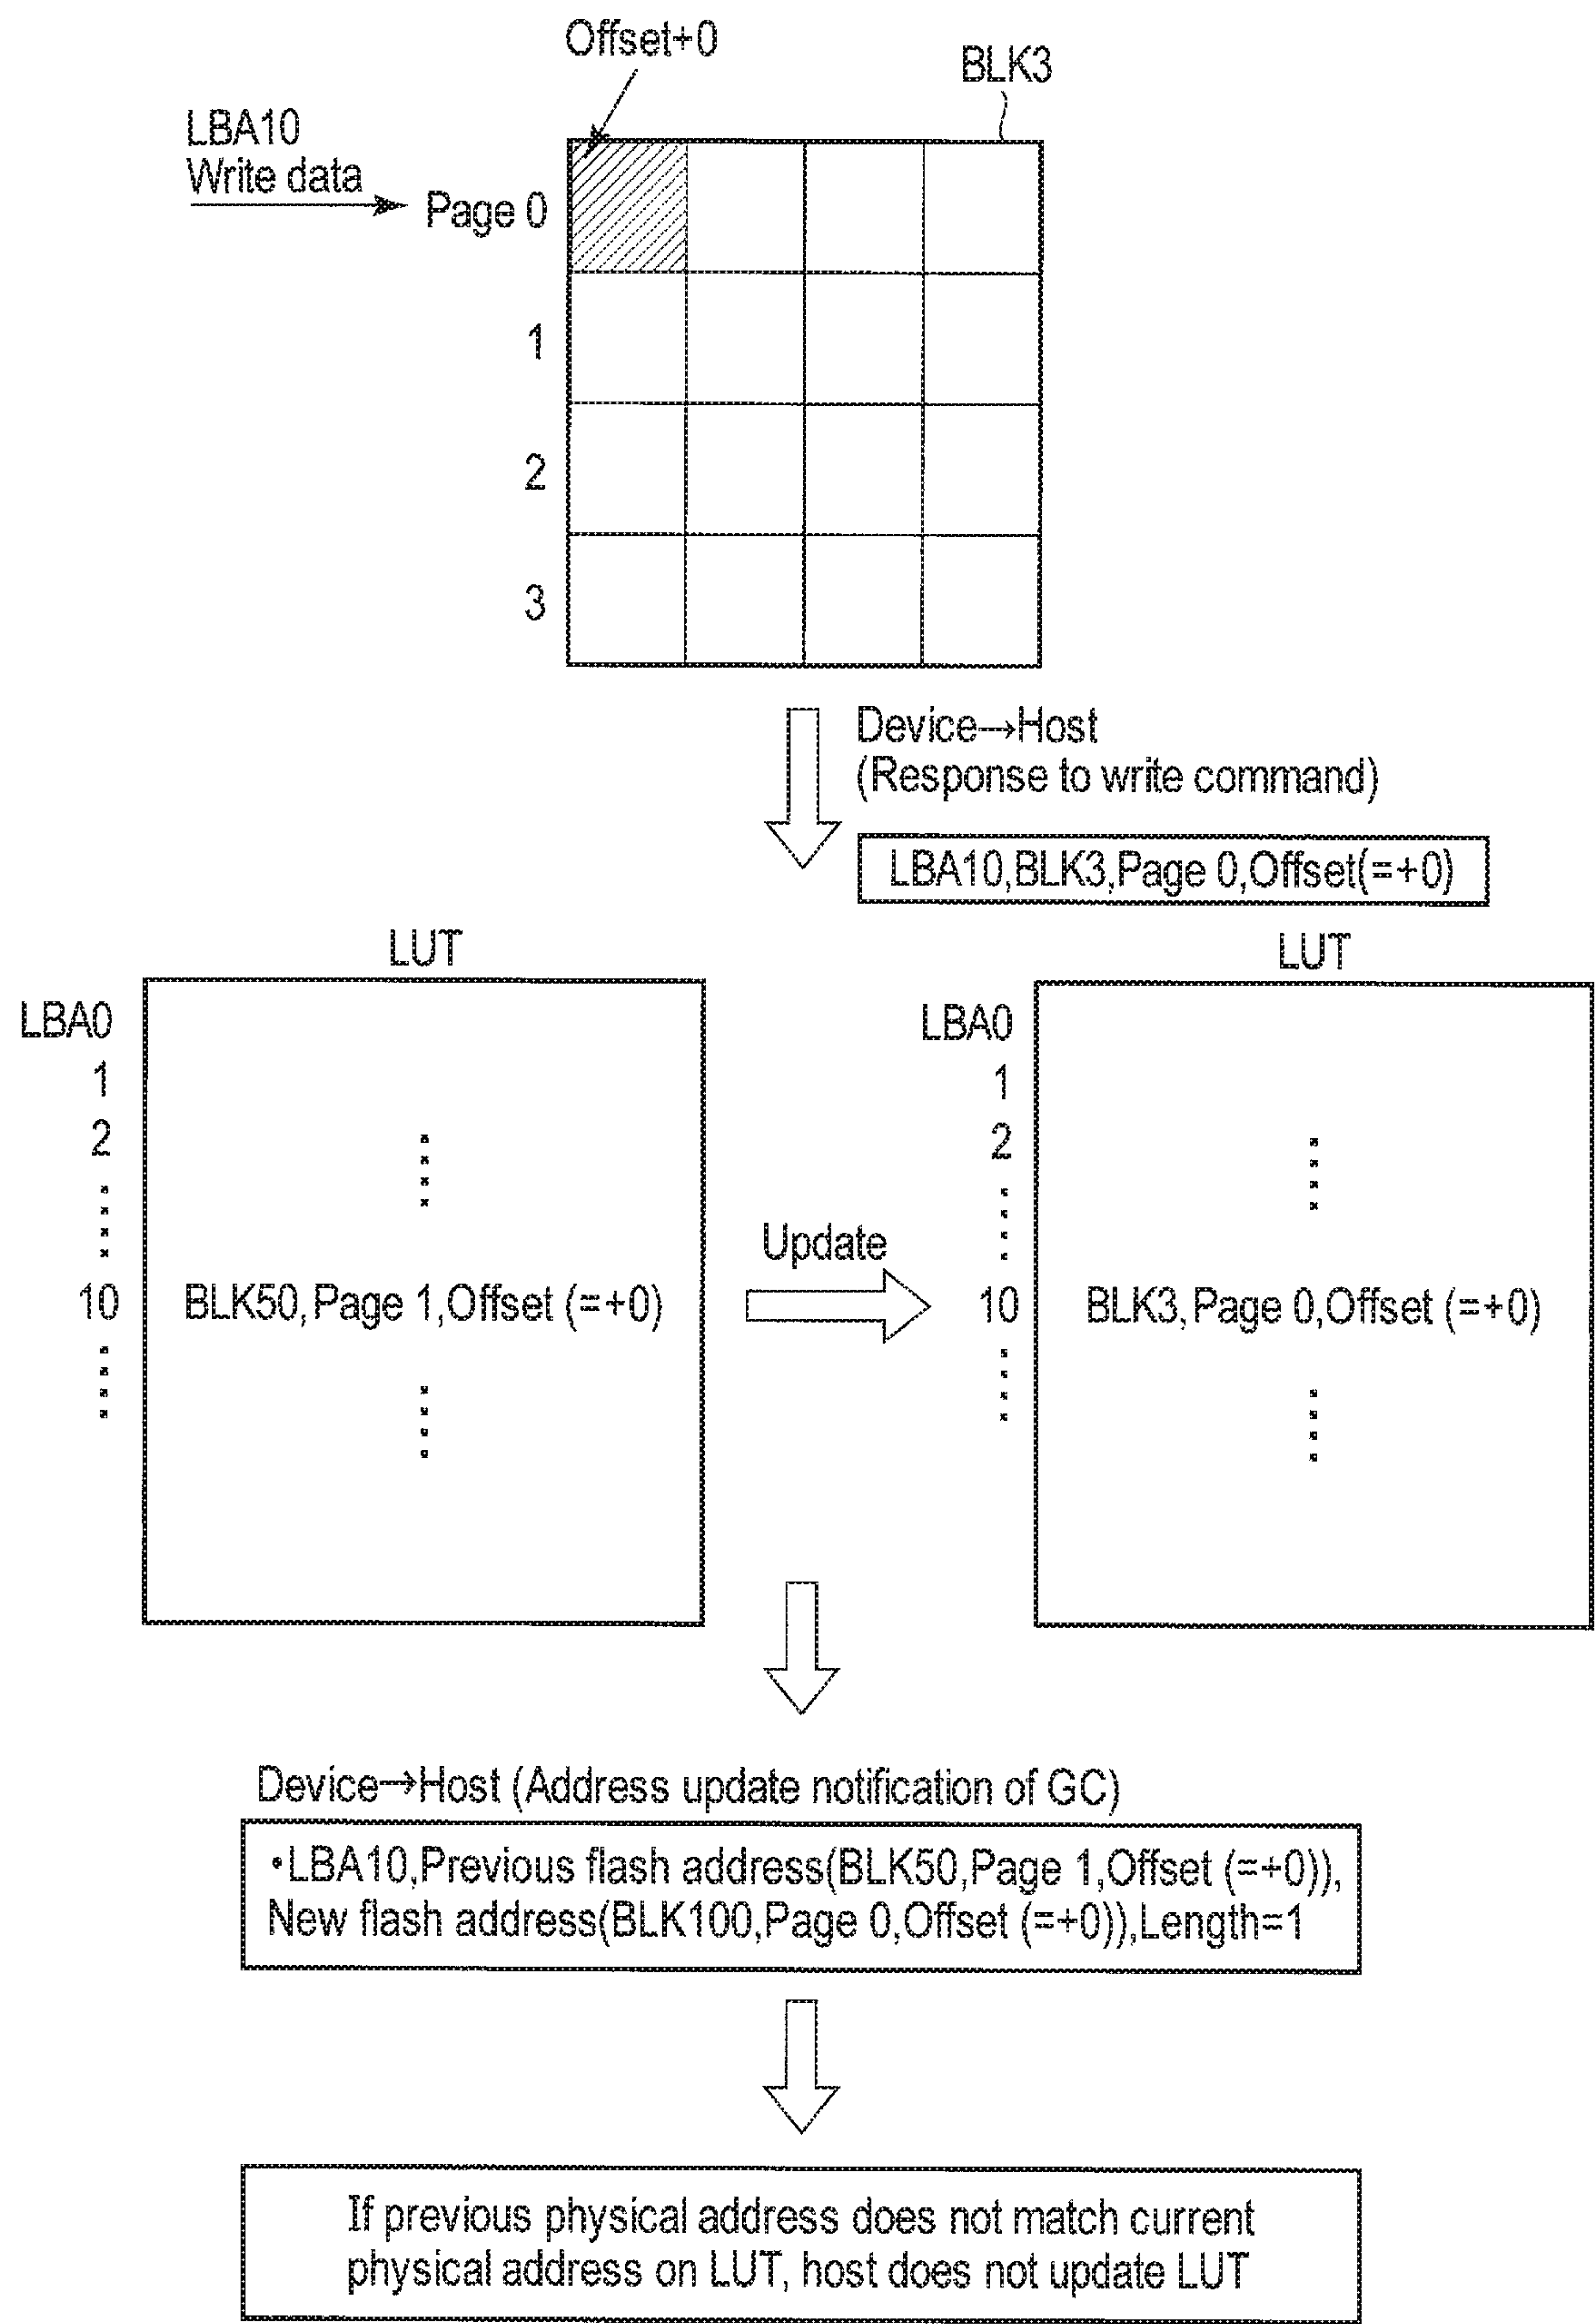 Offset+0
BLK3
LBA10
Write data
Page 0
1
2
3
Device→Host
(Response to write command)
LBA10,BLK3,Page 0,Offset(=+0)
LUT
LBA0
1
2
10
BLK50,Page 1,Offset (=+0)
Update
LUT
LBA0
1
2
10
BLK3,Page 0,Offset (=+0)
Device→Host (Address update notification of GC)
•LBA10,Previous flash address(BLK50,Page 1,Offset (=+0)),
New flash address(BLK100,Page 0,Offset (=+0)),Length=1
If previous physical address does not match current
physical address on LUT, host does not update LUT